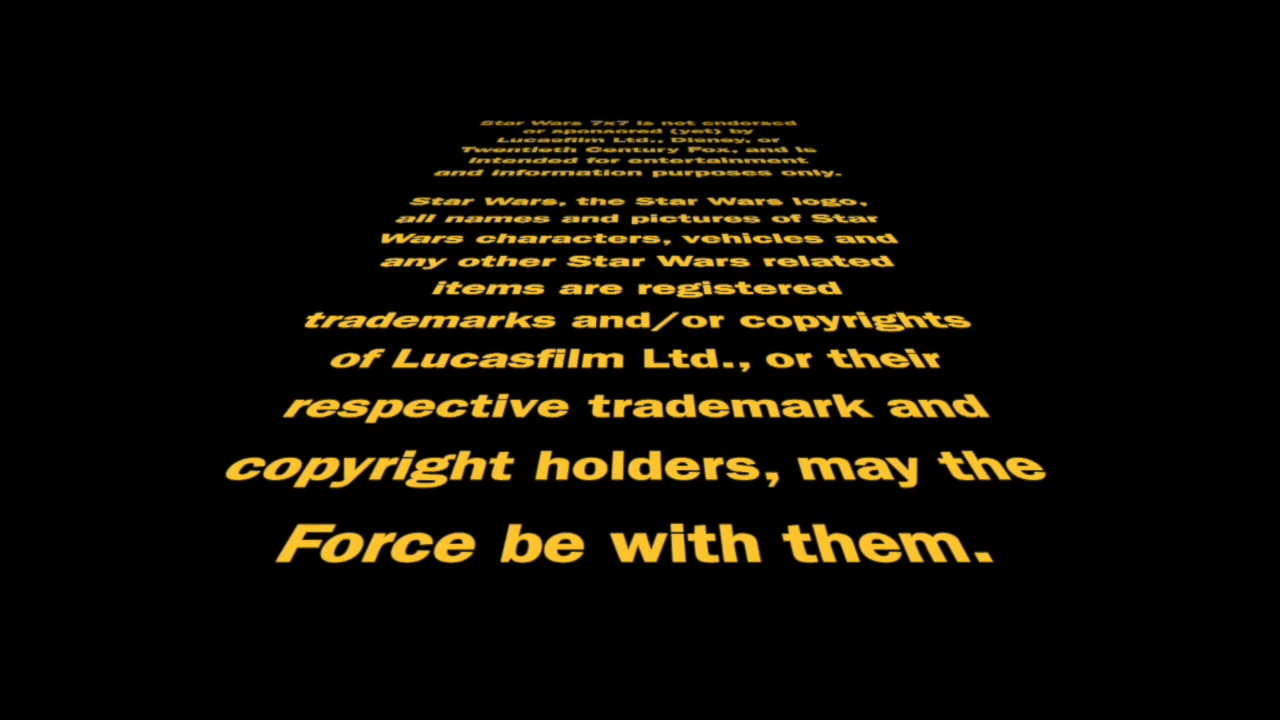 Star Wars 7x7 is not endorsed
or sponsored (yet) by
Lucasfilm Ltd., Disney, or
Twentieth Century Fox, and is
intended for entertainment
and information purposes only.
Star Wars, the Star Wars logo,
all names and pictures of Star
Wars characters, vehicles and
any other Star Wars related
items are registered
trademarks and/or copyrights
of Lucasfilm Ltd., or their
respective trademark and
copyright holders, may the
Force be with them.